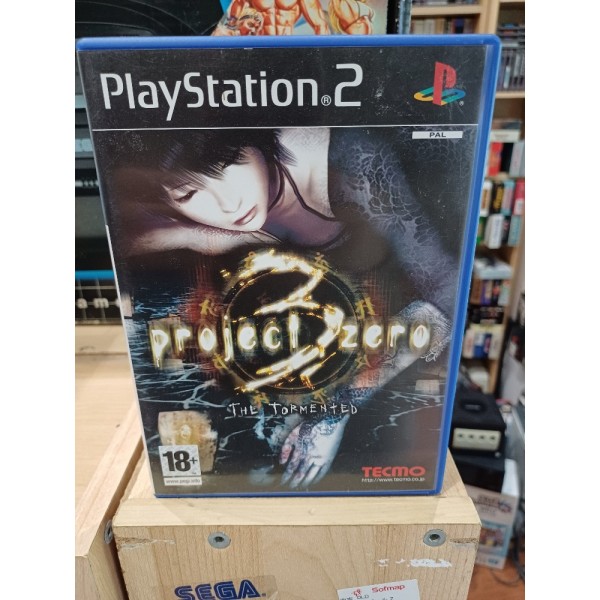 PlayStation®2
PAL
project zero
3
THE TORMENTED
18+
www.pegi.info
TECMO
http://www.tecmo.co.jp
SEGA
Sofmap